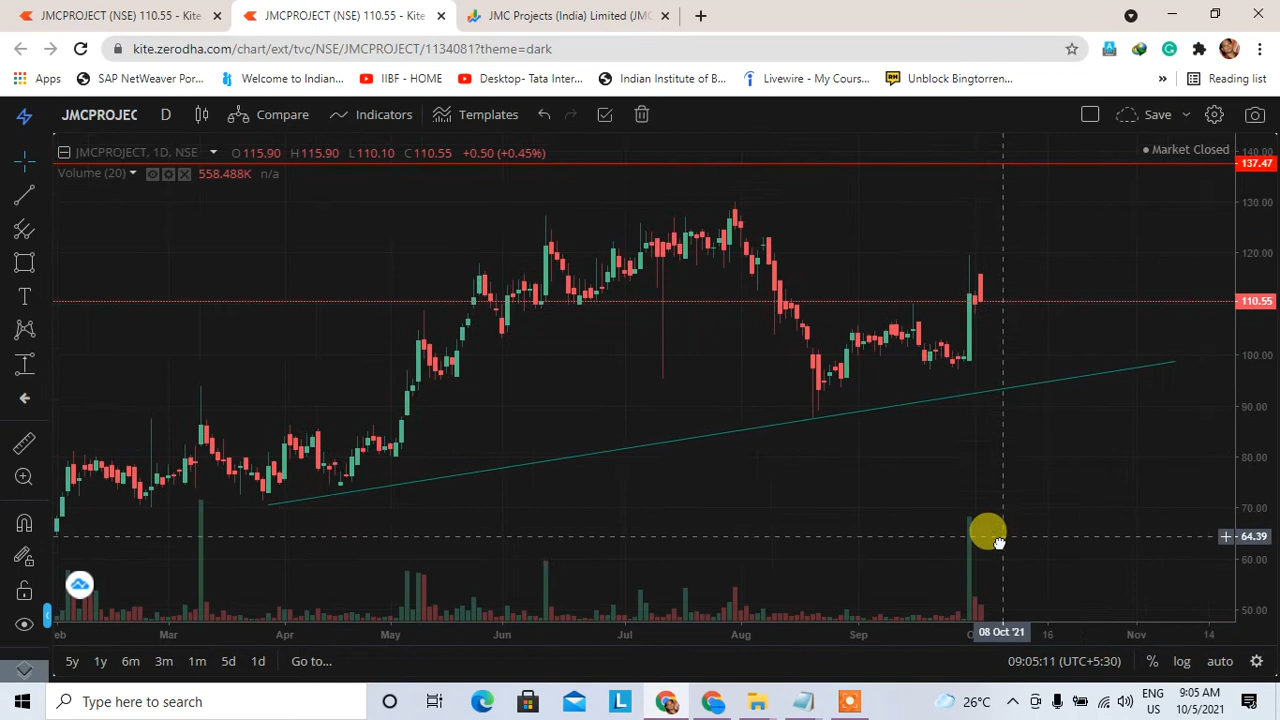 JMCPROJECT (NSE) 110.55 - Kite
JMCPROJECT (NSE) 110.55 - Kite
JMC Projects (India) Limited (JM
kite.zerodha.com/chart/ext/tvc/NSE/JMCPROJECT/1134081?theme=dark
Apps
SAP NetWeaver Por...
Welcome to Indian...
IIBF - HOME
Desktop- Tata Inter...
Indian Institute of B...
Livewire - My Cours...
Unblock Bingtorren...
»
Reading list
JMCPROJEC
D
Compare
Indicators
Templates
Save
JMCPROJECT, 1D, NSE
O 115.90 H 115.90 L 110.10 C 110.55 +0.50 (+0.45%)
Market Closed
Volume (20)
558.488K n/a
140.00
137.47
130.00
120.00
110.55
100.00
90.00
80.00
70.00
64.39
60.00
50.00
eb
Mar
Apr
May
Jun
Jul
Aug
Sep
08 Oct '21
16
Nov
14
5y
1y
6m
3m
1m
5d
1d
Go to...
09:05:11 (UTC+5:30)
%
log
auto
Type here to search
L
26°C
ENG
US
9:05 AM
10/5/2021